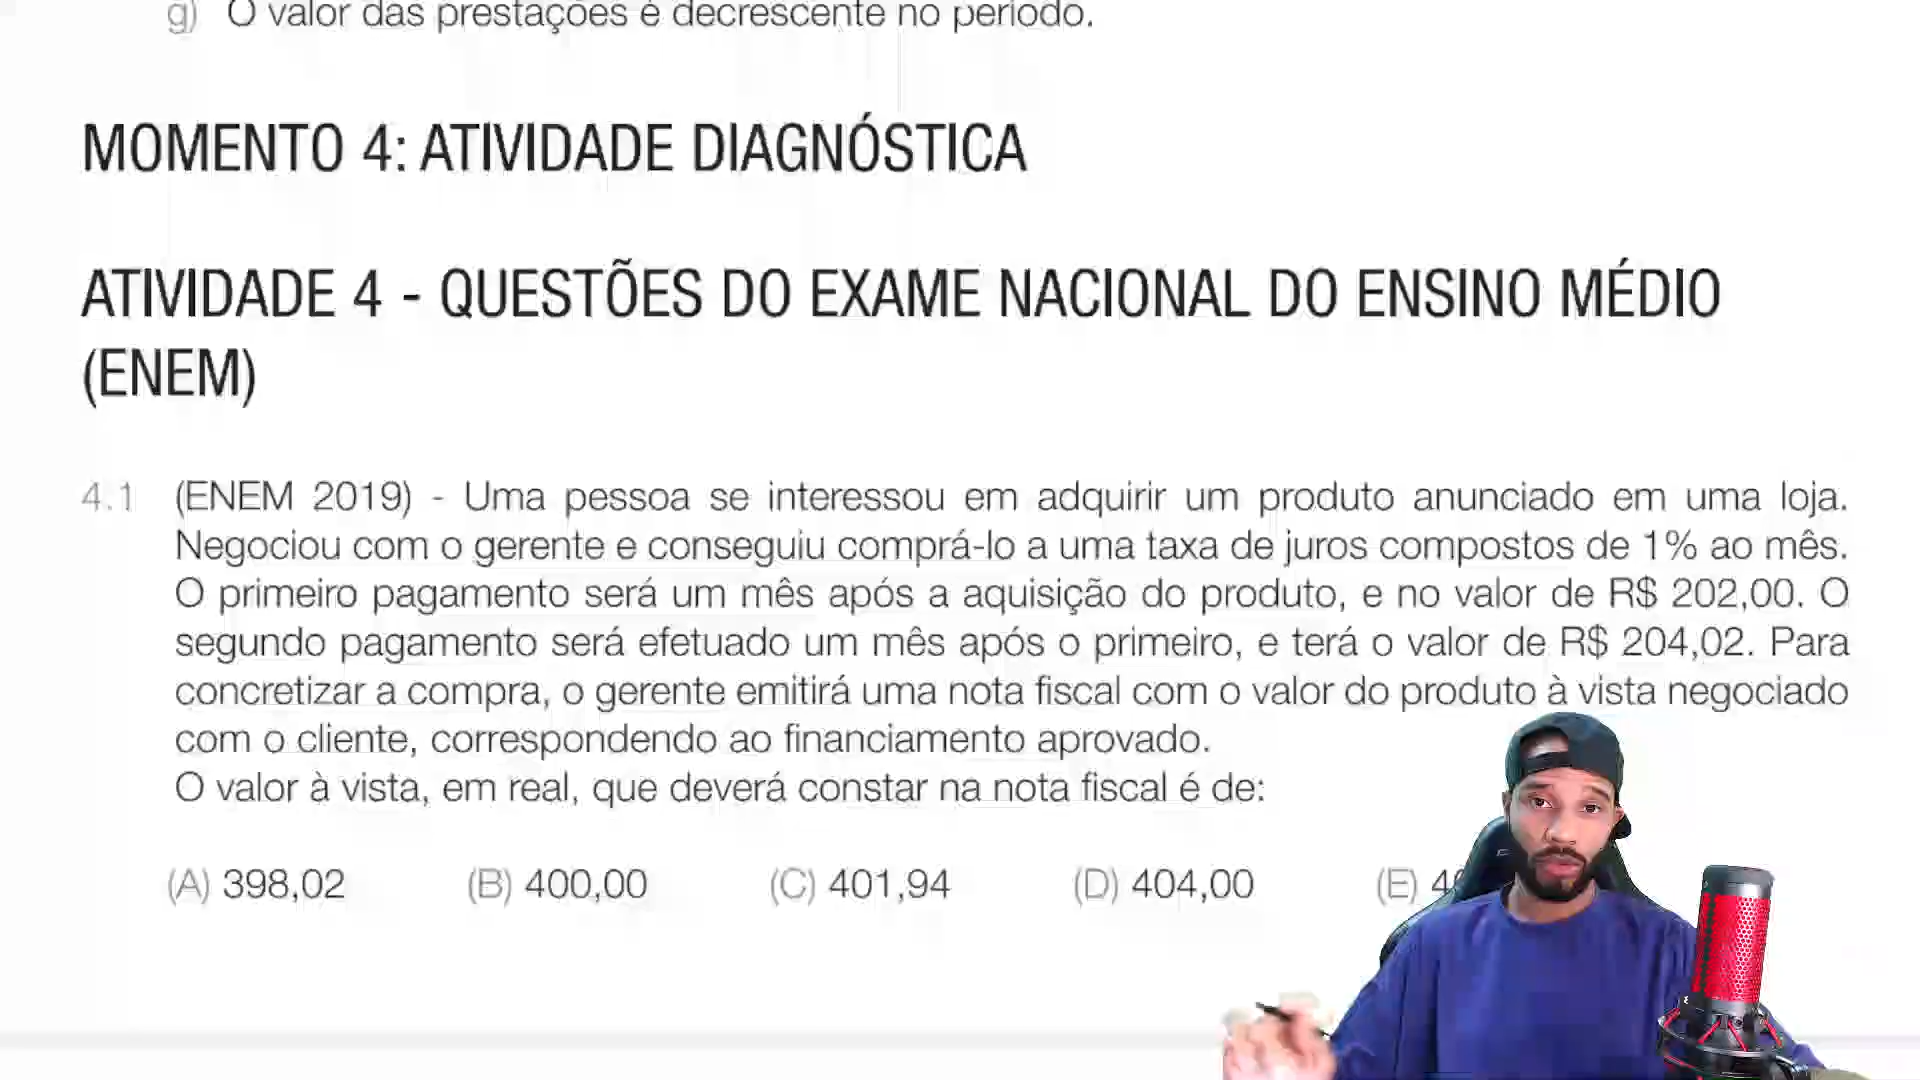 g) O valor das prestações é decrescente no período.
MOMENTO 4: ATIVIDADE DIAGNÓSTICA
ATIVIDADE 4 - QUESTÕES DO EXAME NACIONAL DO ENSINO MÉDIO
(ENEM)
4.1 (ENEM 2019) - Uma pessoa se interessou em adquirir um produto anunciado em uma loja.
Negociou com o gerente e conseguiu comprá-lo a uma taxa de juros compostos de 1% ao mês.
O primeiro pagamento será um mês após a aquisição do produto, e no valor de R$ 202,00. O
segundo pagamento será efetuado um mês após o primeiro, e terá o valor de R$ 204,02. Para
concretizar a compra, o gerente emitirá uma nota fiscal com o valor do produto à vista negociado
com o cliente, correspondendo ao financiamento aprovado.
O valor à vista, em real, que deverá constar na nota fiscal é de:
(A) 398,02 (B) 400,00 (C) 401,94 (D) 404,00 (E)